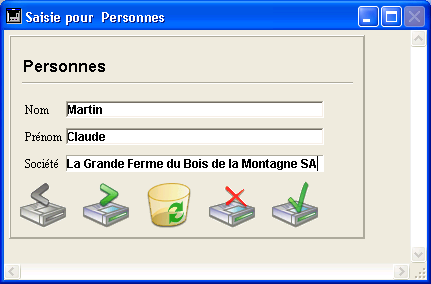 Saisie pour  Personnes
Personnes
Nom Martin
Prénom Claude
Société La Grande Ferme du Bois de la Montagne SA